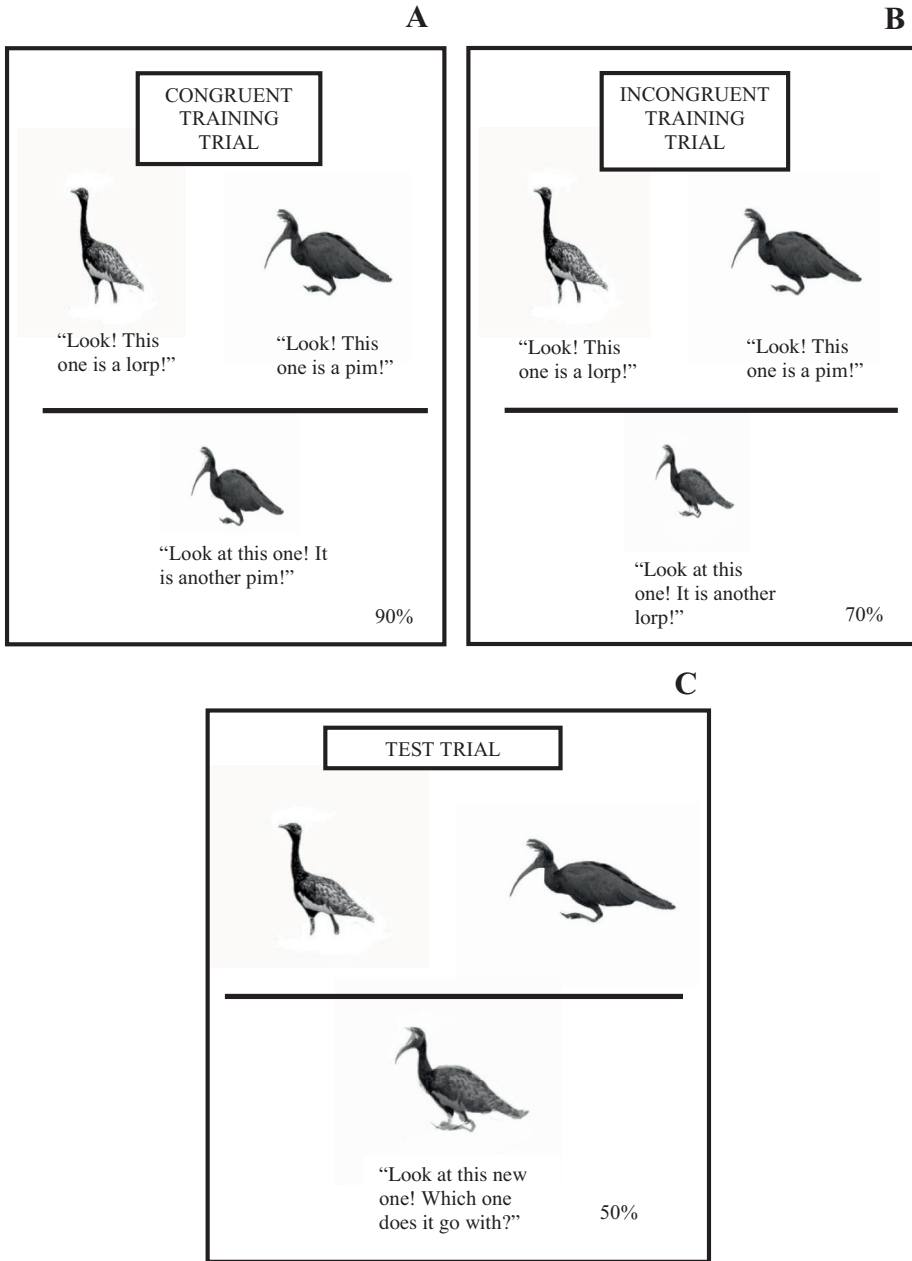 A
CONGRUENT
TRAINING
TRIAL
“Look! This
one is a lorp!”
“Look! This
one is a pim!”
“Look at this one! It
is another pim!”
90%
B
INCONGRUENT
TRAINING
TRIAL
“Look! This
one is a lorp!”
“Look! This
one is a pim!”
“Look at this
one! It is another
lorp!”
70%
C
TEST TRIAL
“Look at this new
one! Which one
does it go with?”
50%